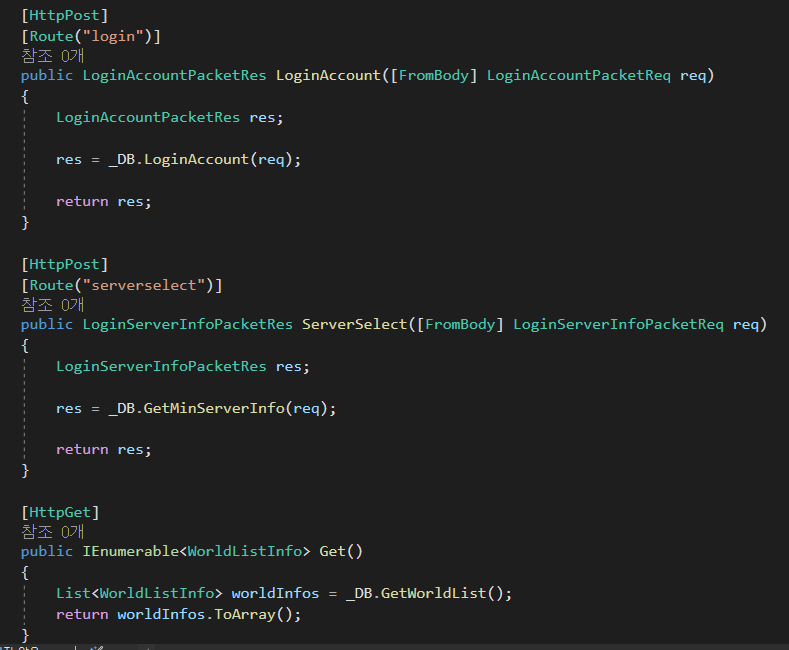 [HttpPost]
[Route("login")]
참조 0개
public LoginAccountPacketRes LoginAccount([FromBody] LoginAccountPacketReq req)
{
LoginAccountPacketRes res;
res = _DB.LoginAccount(req);
return res;
}
[HttpPost]
[Route("serverselect")]
참조 0개
public LoginServerInfoPacketRes ServerSelect([FromBody] LoginServerInfoPacketReq req)
{
LoginServerInfoPacketRes res;
res = _DB.GetMinServerInfo(req);
return res;
}
[HttpGet]
참조 0개
public IEnumerable<WorldListInfo> Get()
{
List<WorldListInfo> worldInfos = _DB.GetWorldList();
return worldInfos.ToArray();
}